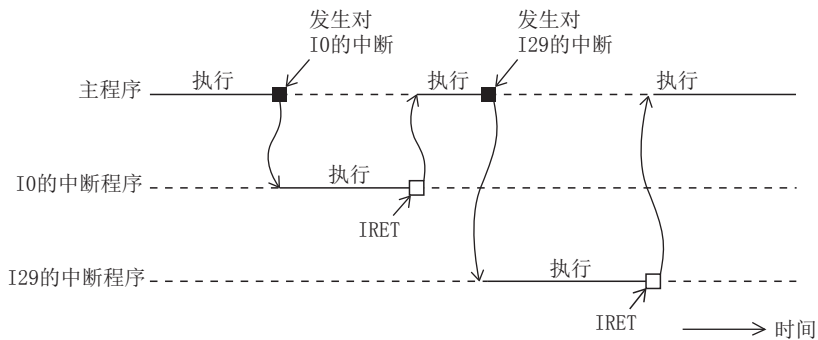 发生对
I0的中断
发生对
I29的中断
主程序
执行
执行
执行
I0的中断程序
执行
IRET
I29的中断程序
执行
IRET
时间